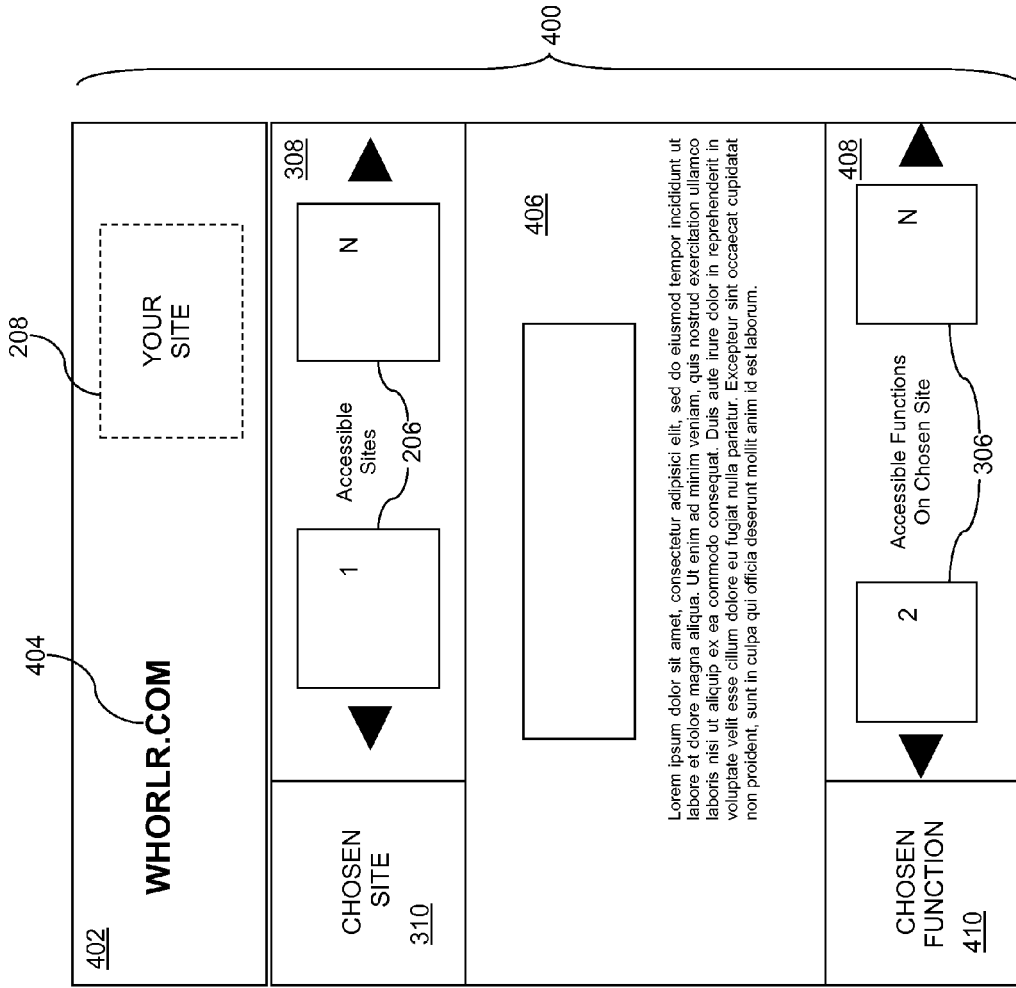 400
208
404
402
WHORLR.COM
YOUR
SITE
CHOSEN
SITE
310
1
Accessible
Sites
206
N
308
406
Lorem ipsum dolor sit amet, consectetur adipisici elit, sed do eiusmod tempor incididunt ut
labore et dolore magna aliqua. Ut enim ad minim veniam, quis nostrud exercitation ullamco
laboris nisi ut aliquip ex ea commodo consequat. Duis aute irure dolor in reprehenderit in
voluptate velit esse cillum dolore eu fugiat nulla pariatur. Excepteur sint occaecat cupidatat
non proident, sunt in culpa qui officia deserunt mollit anim id est laborum.
CHOSEN
FUNCTION
410
2
Accessible Functions
On Chosen Site
306
N
408